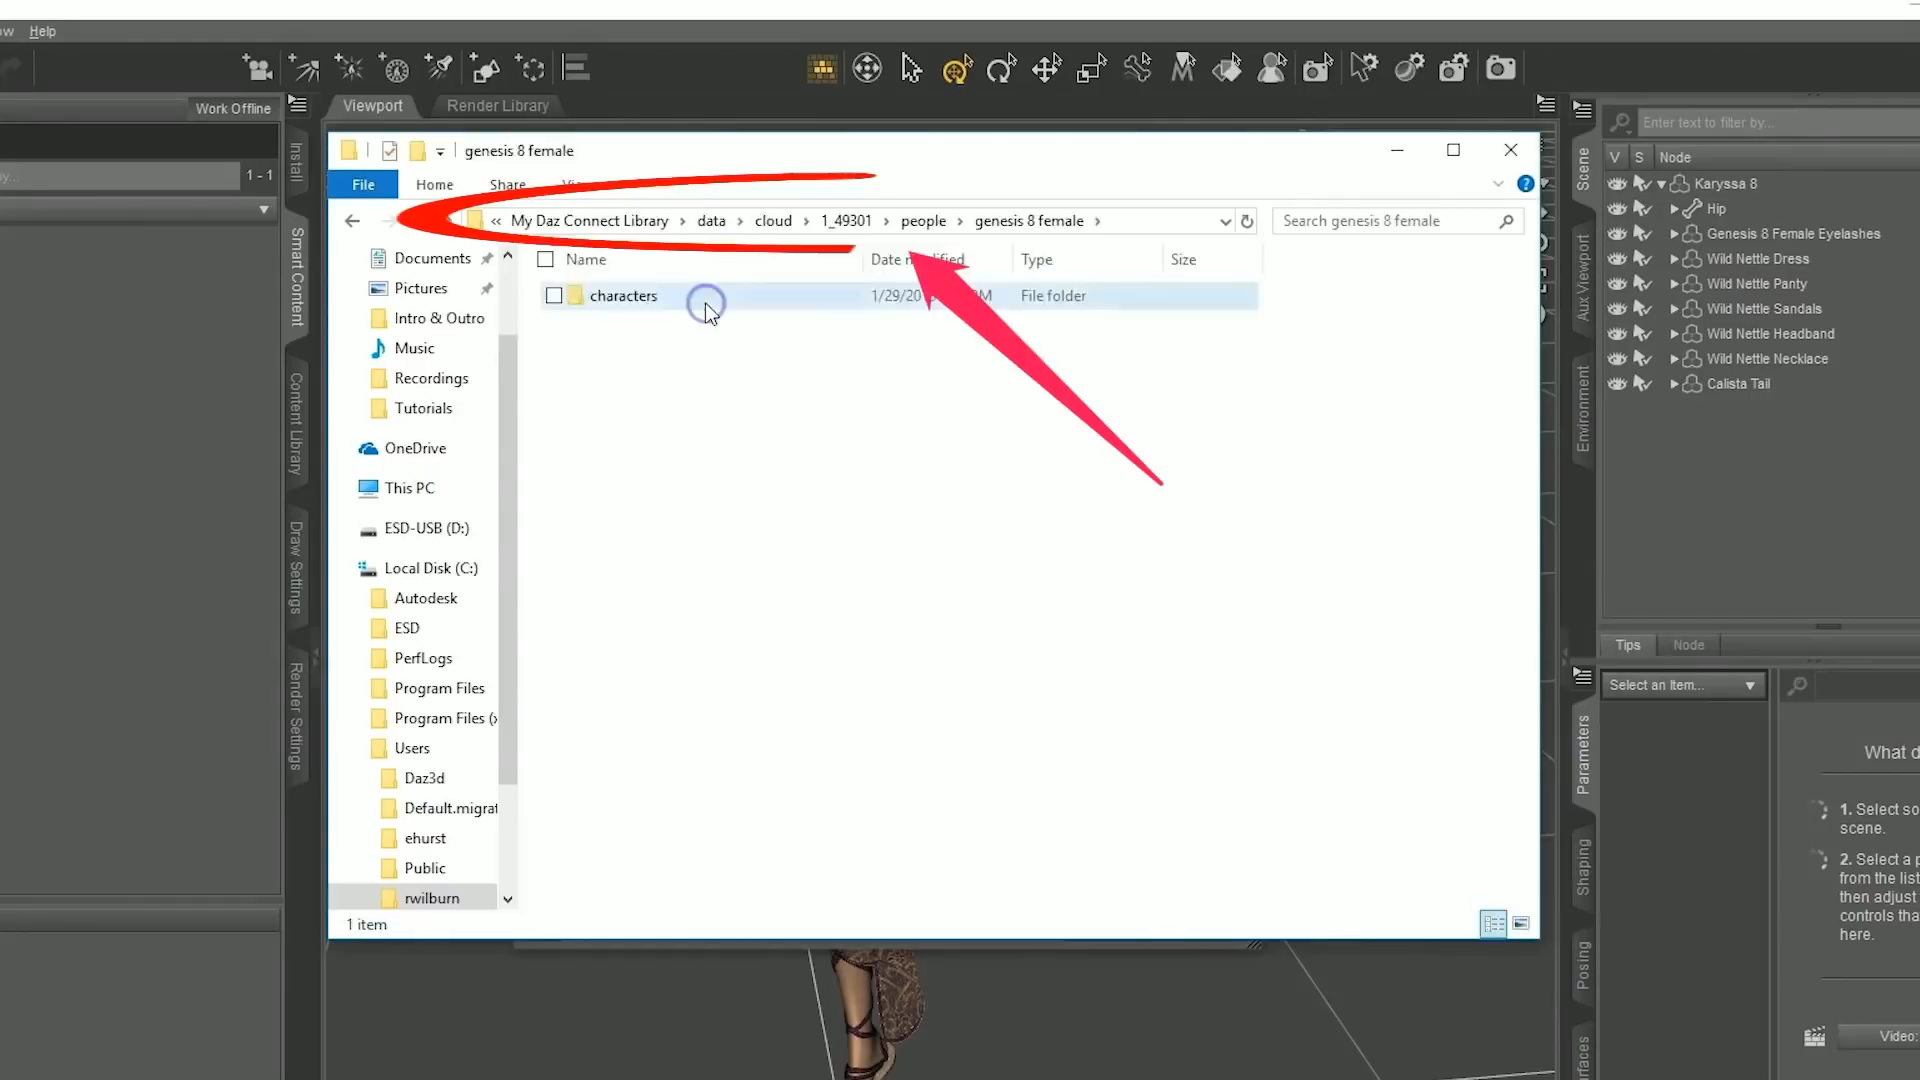 ow Help
Work Offline
Viewport
Render Library
Enter text to filter by...
genesis 8 female
File
Home
Share
V S Node
Install
1 - 1
Scene
Karyssa 8
Hip
Genesis 8 Female Eyelashes
Wild Nettle Dress
Wild Nettle Panty
Wild Nettle Sandals
Wild Nettle Headband
Wild Nettle Necklace
Calista Tail
« My Daz Connect Library > data > cloud > 1_49301 > people > genesis 8 female >
Search genesis 8 female
Name
Type
Size
characters
File folder
Documents
Pictures
Intro & Outro
Music
Recordings
Tutorials
OneDrive
This PC
ESD-USB (D:)
Local Disk (C:)
Autodesk
ESD
PerfLogs
Program Files
Program Files (x
Users
Daz3d
Default.migrat
ehurst
Public
rwilburn
1 item
Smart Content
Content Library
Draw Settings
Render Settings
Aux Viewport
Environment
Tips
Node
Select an Item...
Parameters
Shaping
Posing
What d
1. Select so
scene.
2. Select a p
from the list
then adjust
controls tha
here.
Video: